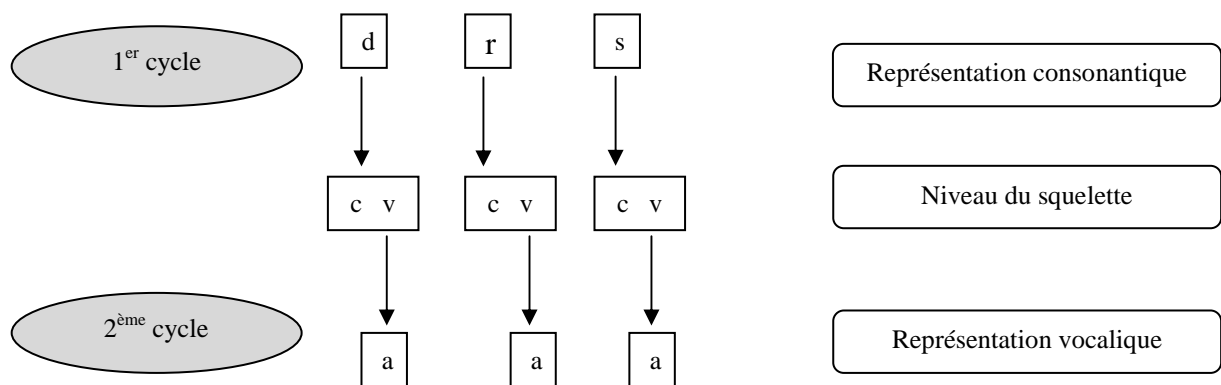 d r s
1er cycle
Représentation consonantique
c v c v c v
Niveau du squelette
2ème cycle
a a a
Représentation vocalique